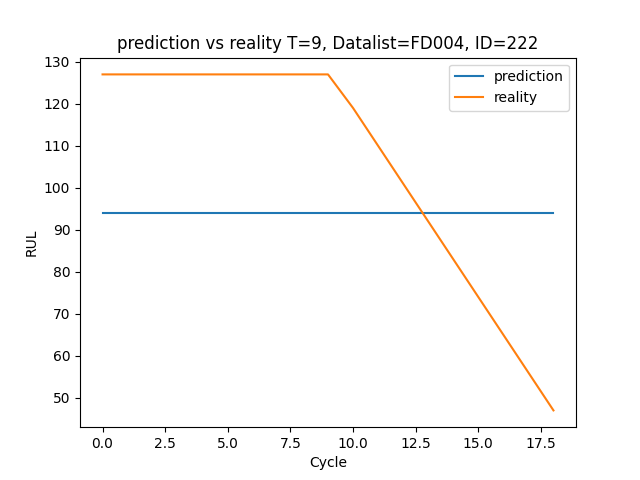 prediction vs reality T=9, Datalist=FD004, ID=222
130
120
110
100
90
80
70
60
50
RUL
prediction
reality
0.0 2.5 5.0 7.5 10.0 12.5 15.0 17.5
Cycle